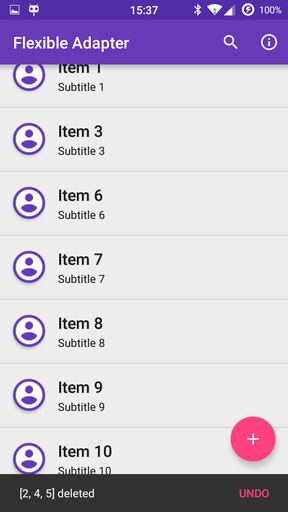 15:37
100%
Flexible Adapter
Item 1
Subtitle 1
Item 3
Subtitle 3
Item 6
Subtitle 6
Item 7
Subtitle 7
Item 8
Subtitle 8
Item 9
Subtitle 9
Item 10
Subtitle 10
[2, 4, 5] deleted
UNDO